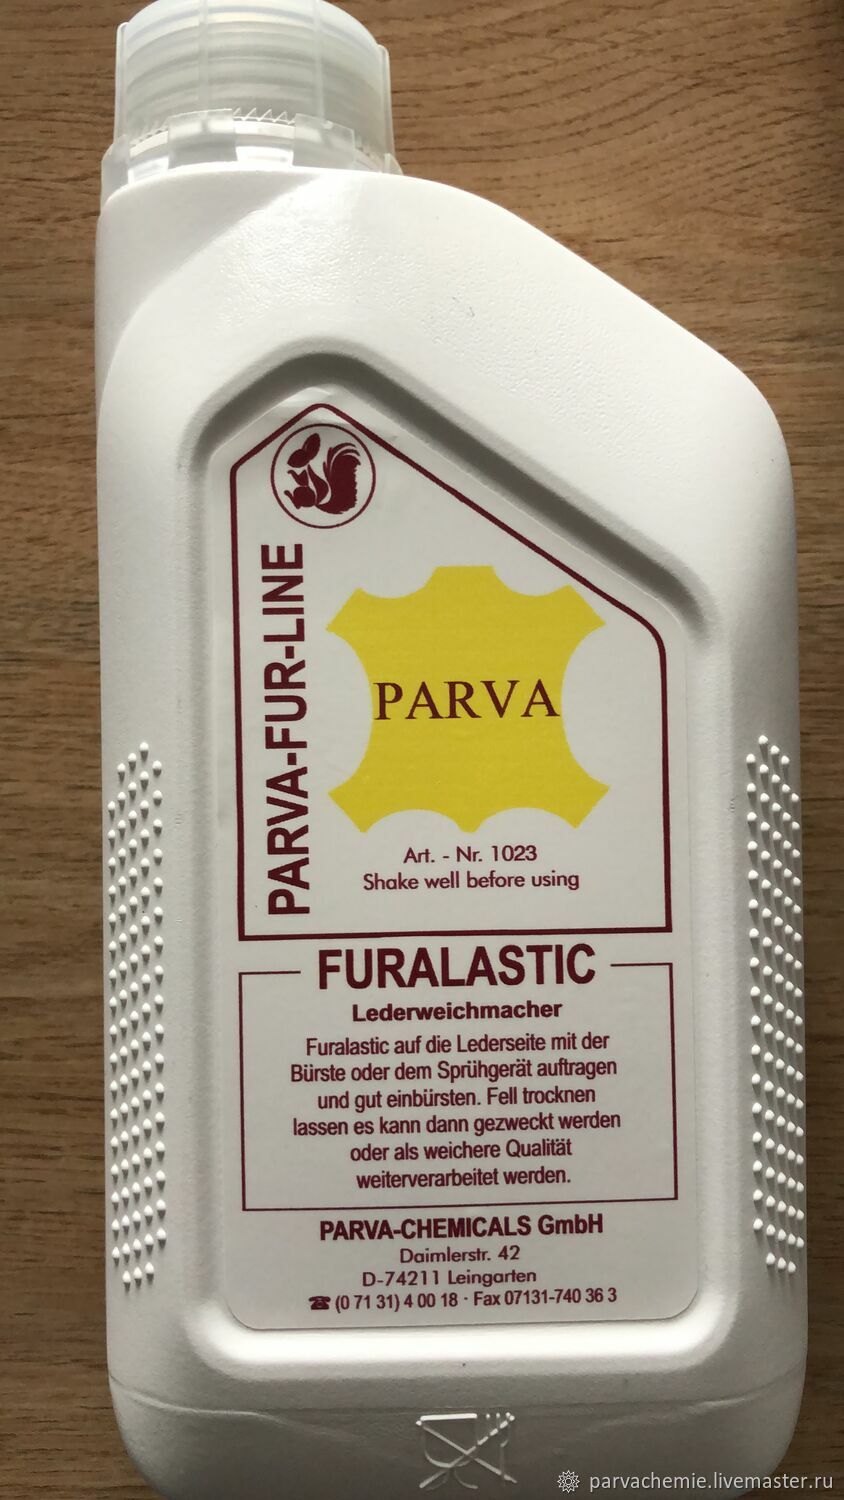 PARVA-FUR-LINE
PARVA
Art. - Nr. 1023
Shake well before using
FURALASTIC
Lederweichmacher
Furalastic auf die Lederseite mit der
Bürste oder dem Sprühgerät auftragen
und gut einbürsten. Fell trocknen
lassen es kann dann gezweckt werden
oder als weichere Qualität
weiterverarbeitet werden.
PARVA-CHEMICALS GmbH
Daimlerstr. 42
D-74211 Leingarten
☎ (0 71 31) 4 00 18 · Fax 07131-740 36 3
parvachemie.livemaster.ru